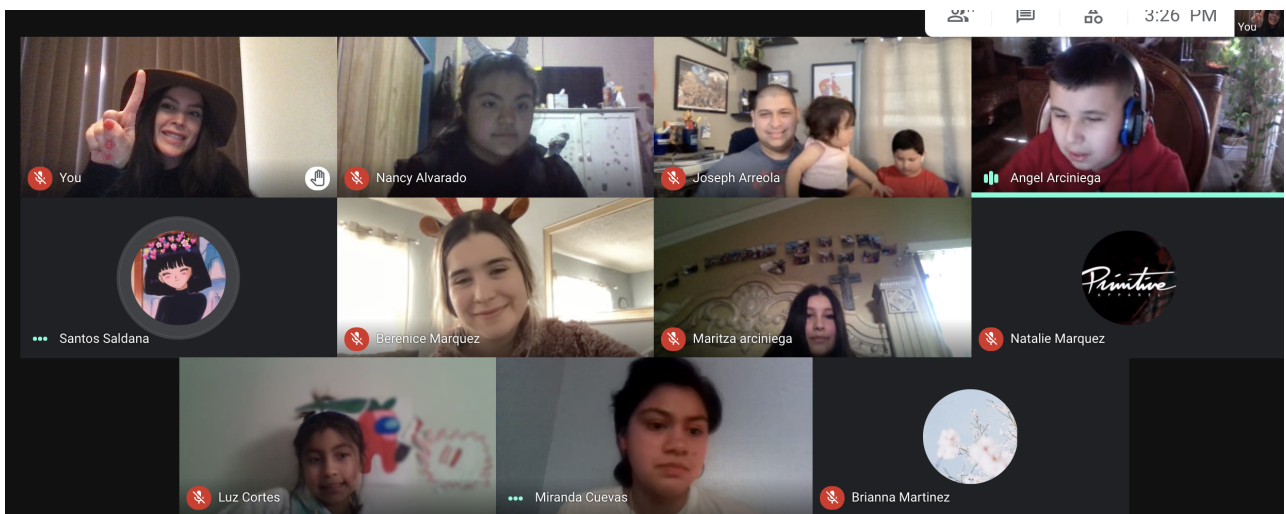 3:26 PM
You
You
Nancy Alvarado
Joseph Arreola
Angel Arciniega
Santos Saldana
Berenice Marquez
Maritza arciniega
Primitive
APPAREL
Natalie Marquez
Luz Cortes
Miranda Cuevas
Brianna Martinez